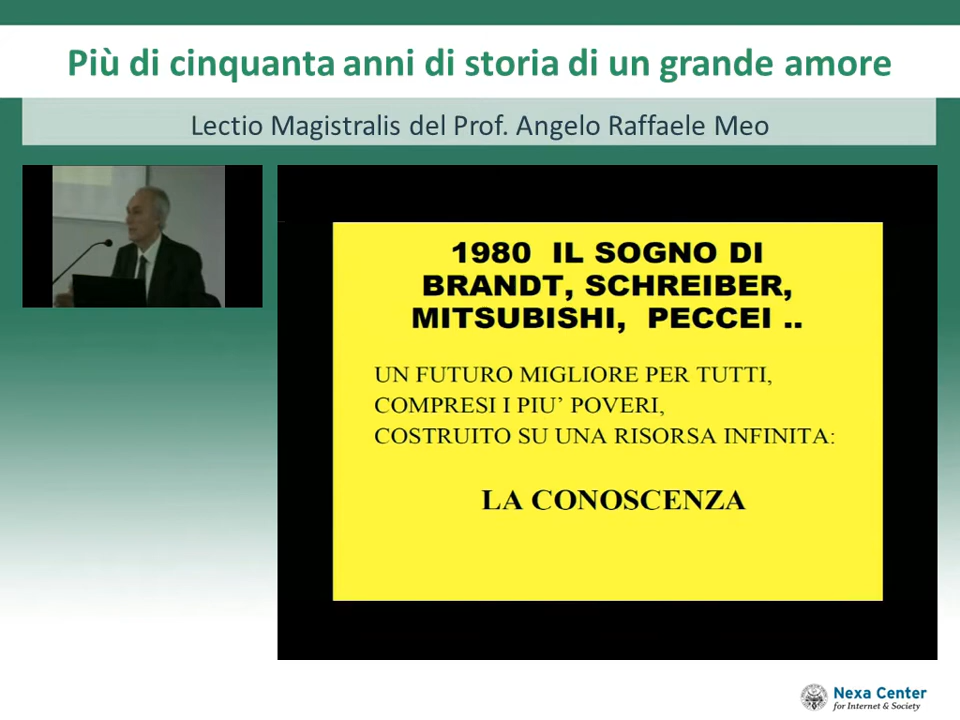 Più di cinquanta anni di storia di un grande amore
Lectio Magistralis del Prof. Angelo Raffaele Meo
1980 IL SOGNO DI
BRANDT, SCHREIBER,
MITSUBISHI, PECCEI ..
UN FUTURO MIGLIORE PER TUTTI,
COMPRESI I PIU’ POVERI,
COSTRUITO SU UNA RISORSA INFINITA:
LA CONOSCENZA
Nexa Center
for Internet & Society